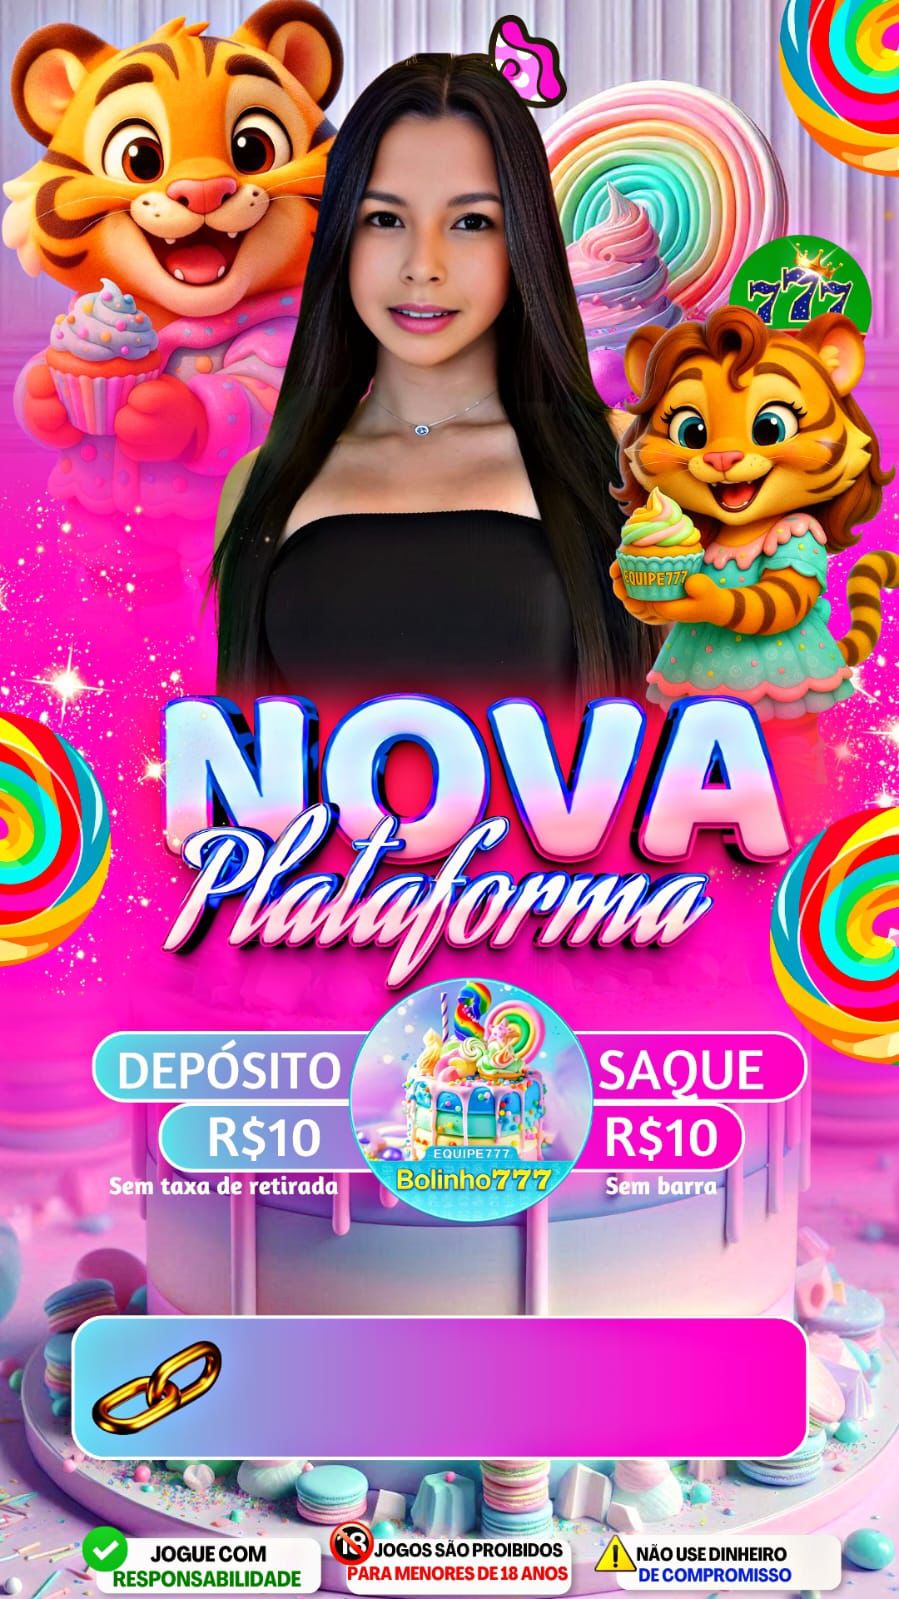 777
EQUIPE777
NOVA
Plataforma
DEPÓSITO
R$10
Sem taxa de retirada
EQUIPE777
Bolinho777
SAQUE
R$10
Sem barra
JOGUE COM
RESPONSABILIDADE
18
JOGOS SÃO PROIBIDOS
PARA MENORES DE 18 ANOS
NÃO USE DINHEIRO
DE COMPROMISSO